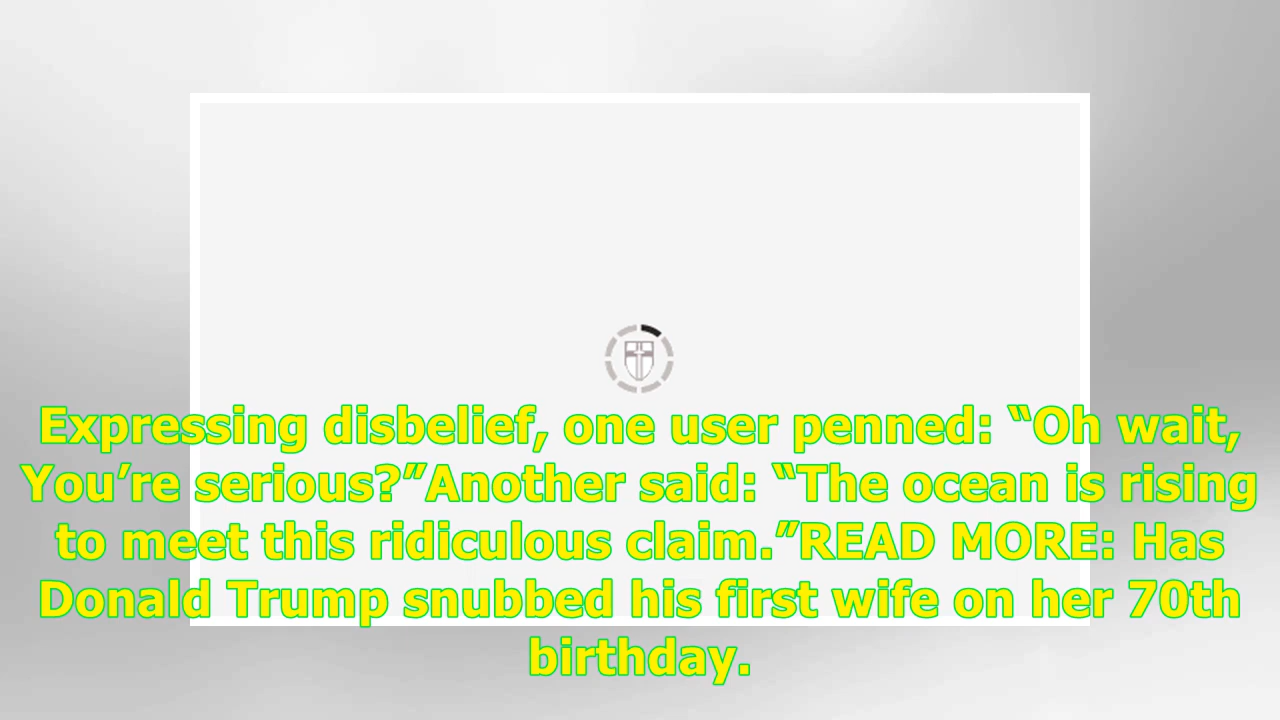 Expressing disbelief, one user penned: “Oh wait,
You’re serious?”Another said: “The ocean is rising
to meet this ridiculous claim.”READ MORE: Has
Donald Trump snubbed his first wife on her 70th
birthday.